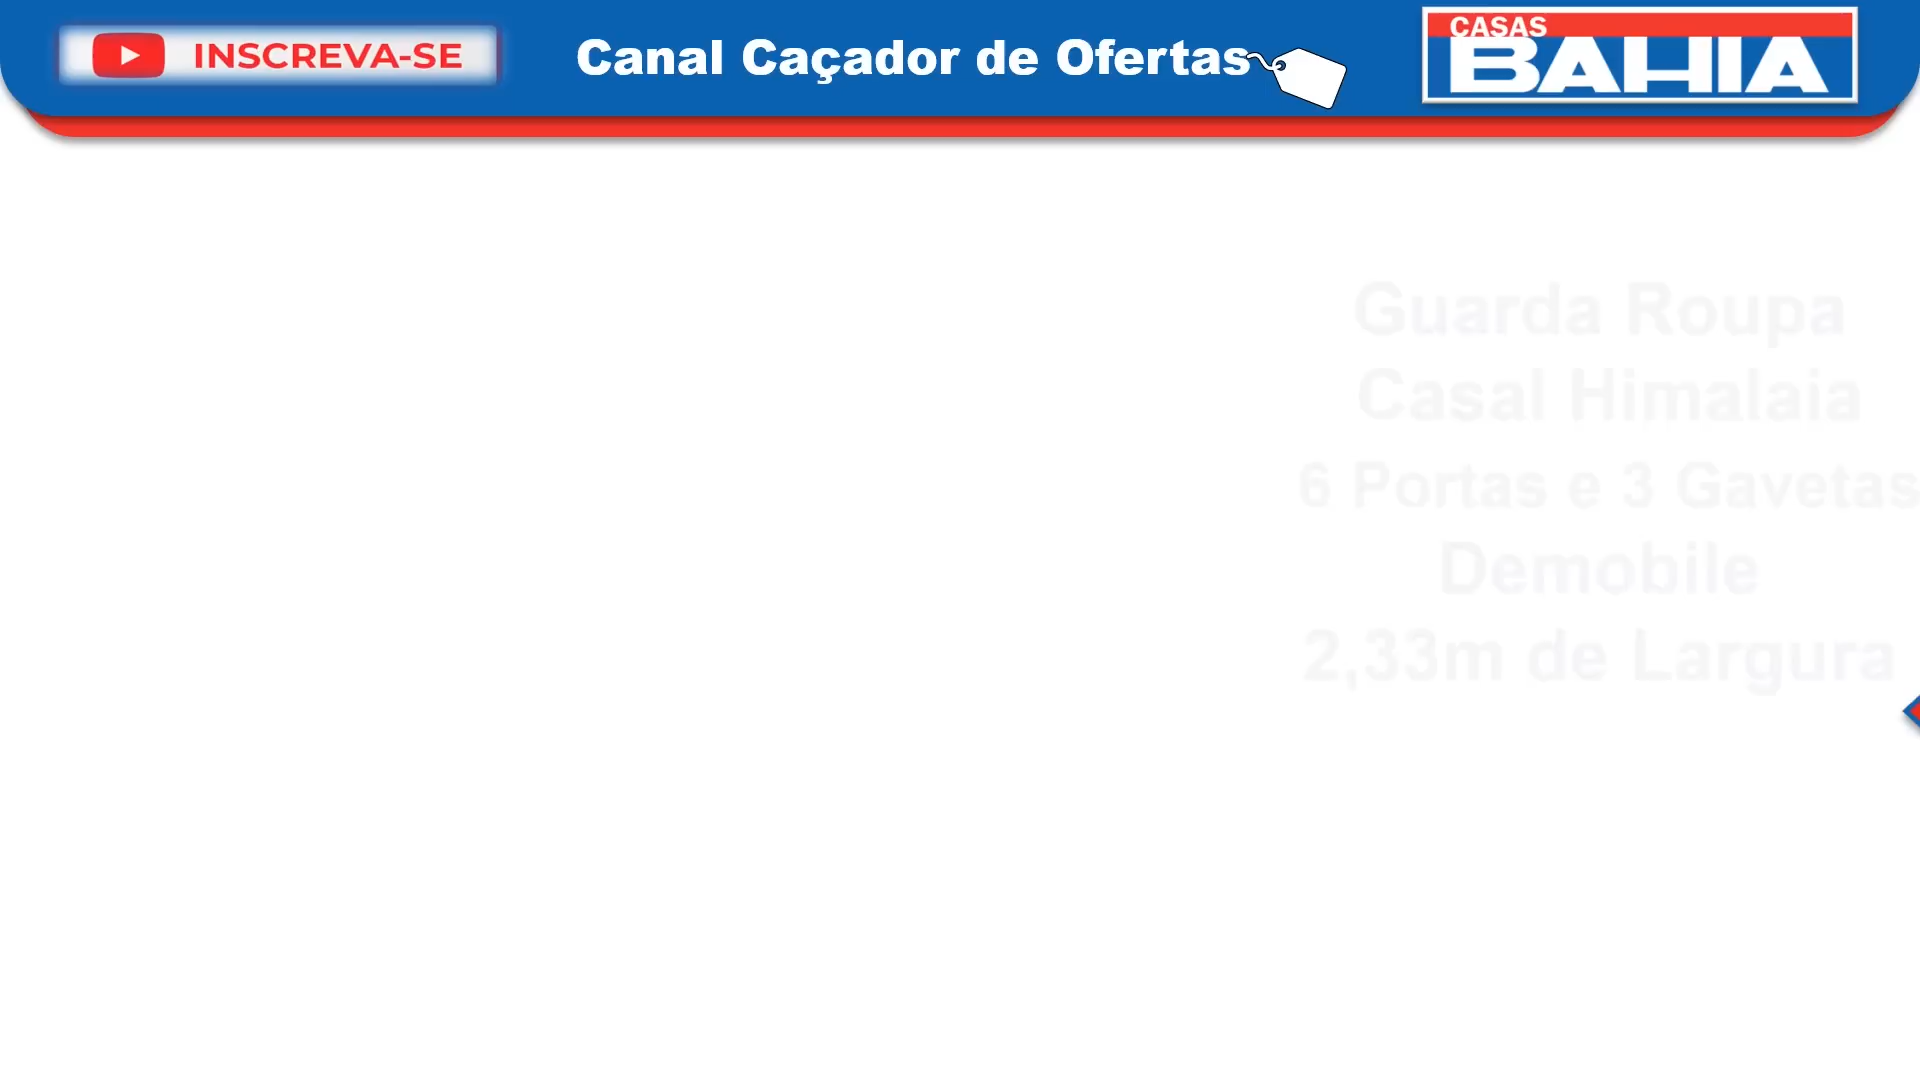 INSCREVA-SE
Canal Caçador de Ofertas
CASAS
BAHIA
Guarda Roupa
Casal Himalaia
6 Portas e 3 Gavetas
Demobile
2,33m de Largura